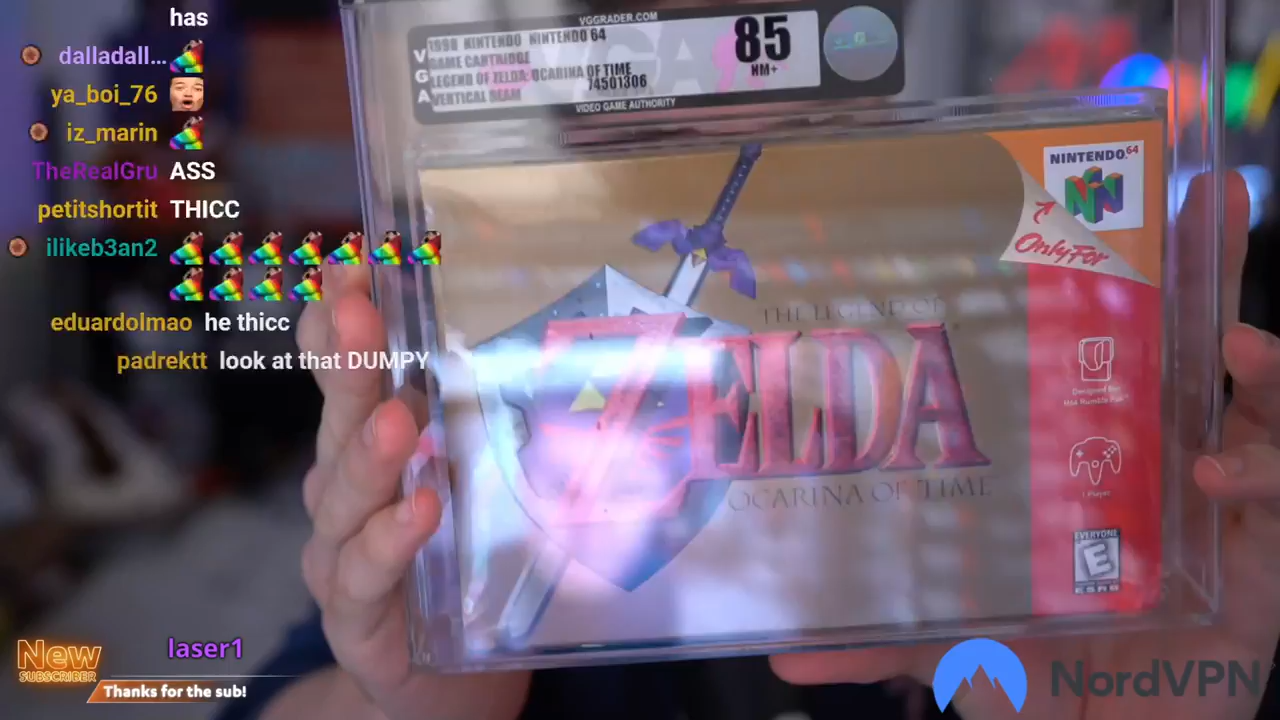 has
dalladall...
ya_boi_76
iz_marin
TheRealGru ASS
petitshortit THICC
ilikeb3an2
eduardolmao he thicc
padrektt look at that DUMPY
New
SUBSCRIBER
laser1
Thanks for the sub!
VGGRADER.COM
VGA
1998 NINTENDO NINTENDO 64
GAME CARTRIDGE
LEGEND OF ZELDA: OCARINA OF TIME
74501306
VERTICAL SEAM
85
NM+
VIDEO GAME AUTHORITY
NINTENDO 64
Only For
THE LEGEND OF
ZELDA
OCARINA OF TIME
1 Player
EVERYONE
E
ESRB
NordVPN